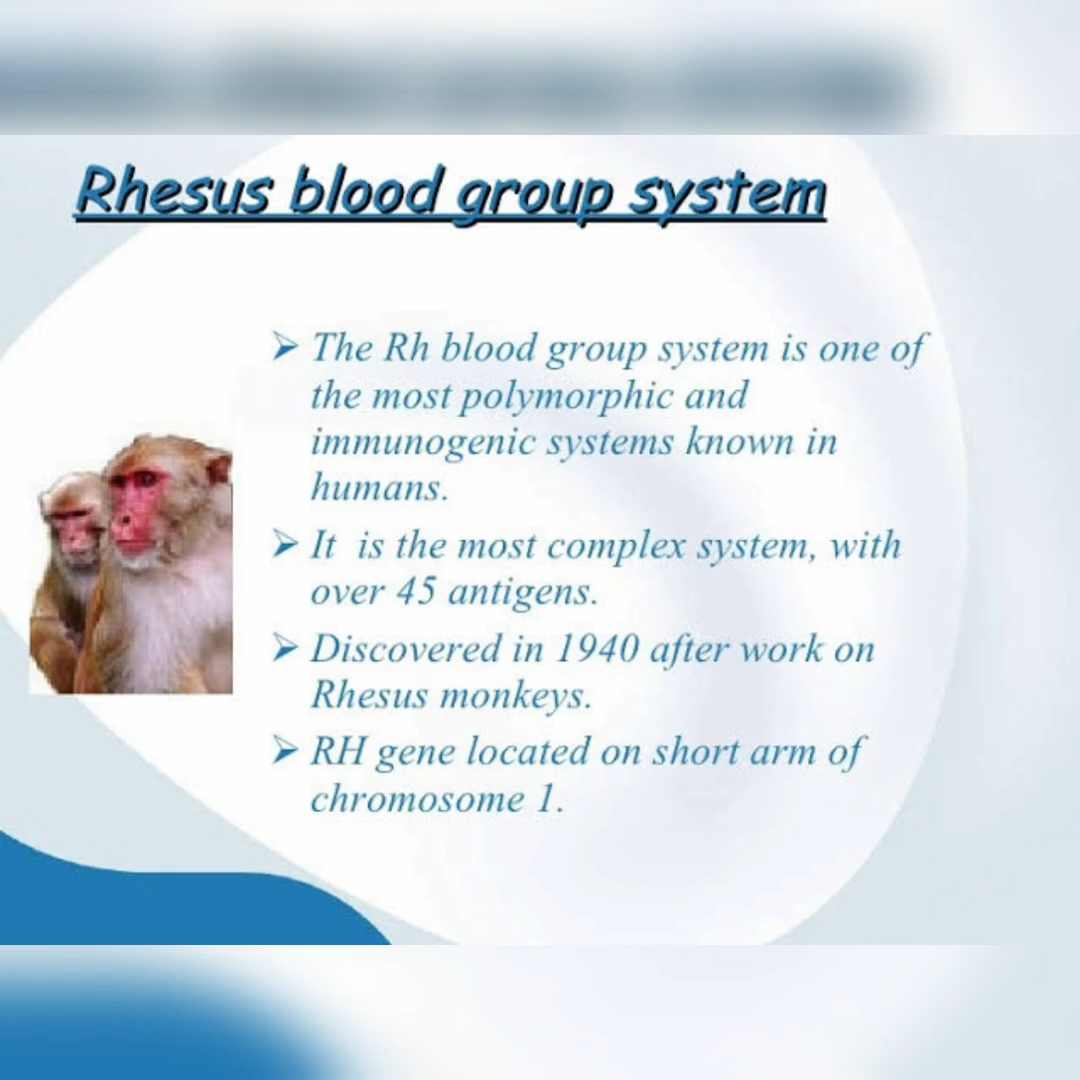 Rhesus blood group system
➢ The Rh blood group system is one of
the most polymorphic and
immunogenic systems known in
humans.
➢ It is the most complex system, with
over 45 antigens.
➢ Discovered in 1940 after work on
Rhesus monkeys.
➢ RH gene located on short arm of
chromosome 1.